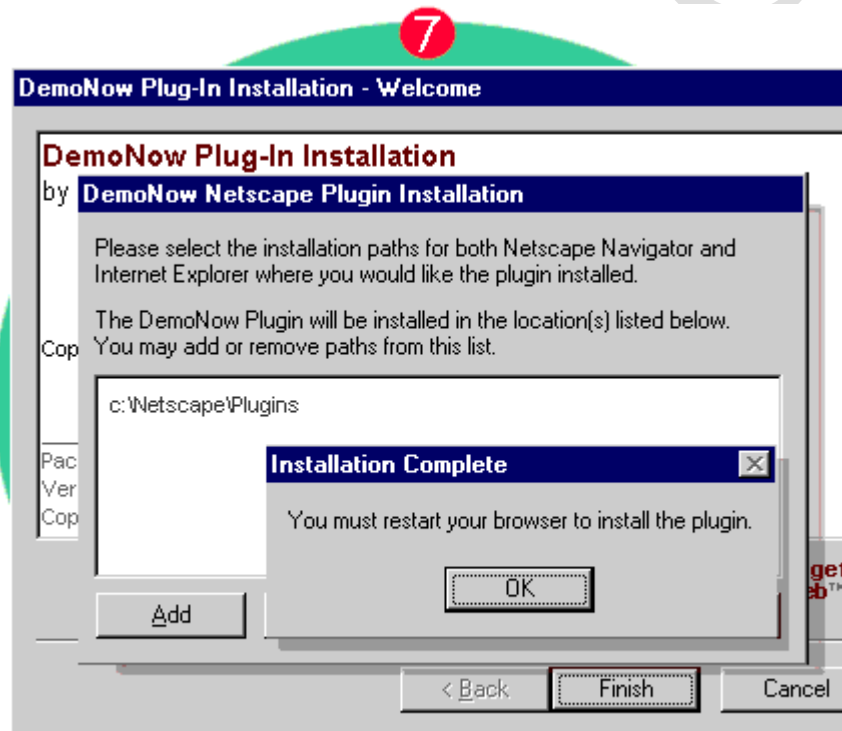 7
DemoNow Plug-In Installation - Welcome
DemoNow Plug-In Installation
by
DemoNow Netscape Plugin Installation
Please select the installation paths for both Netscape Navigator and
Internet Explorer where you would like the plugin installed.
The DemoNow Plugin will be installed in the location(s) listed below.
You may add or remove paths from this list.
Cop
c:\Netscape\Plugins
Installation Complete
You must restart your browser to install the plugin.
OK
Pac
Ver
Cop
Add
< Back
Finish
Cancel